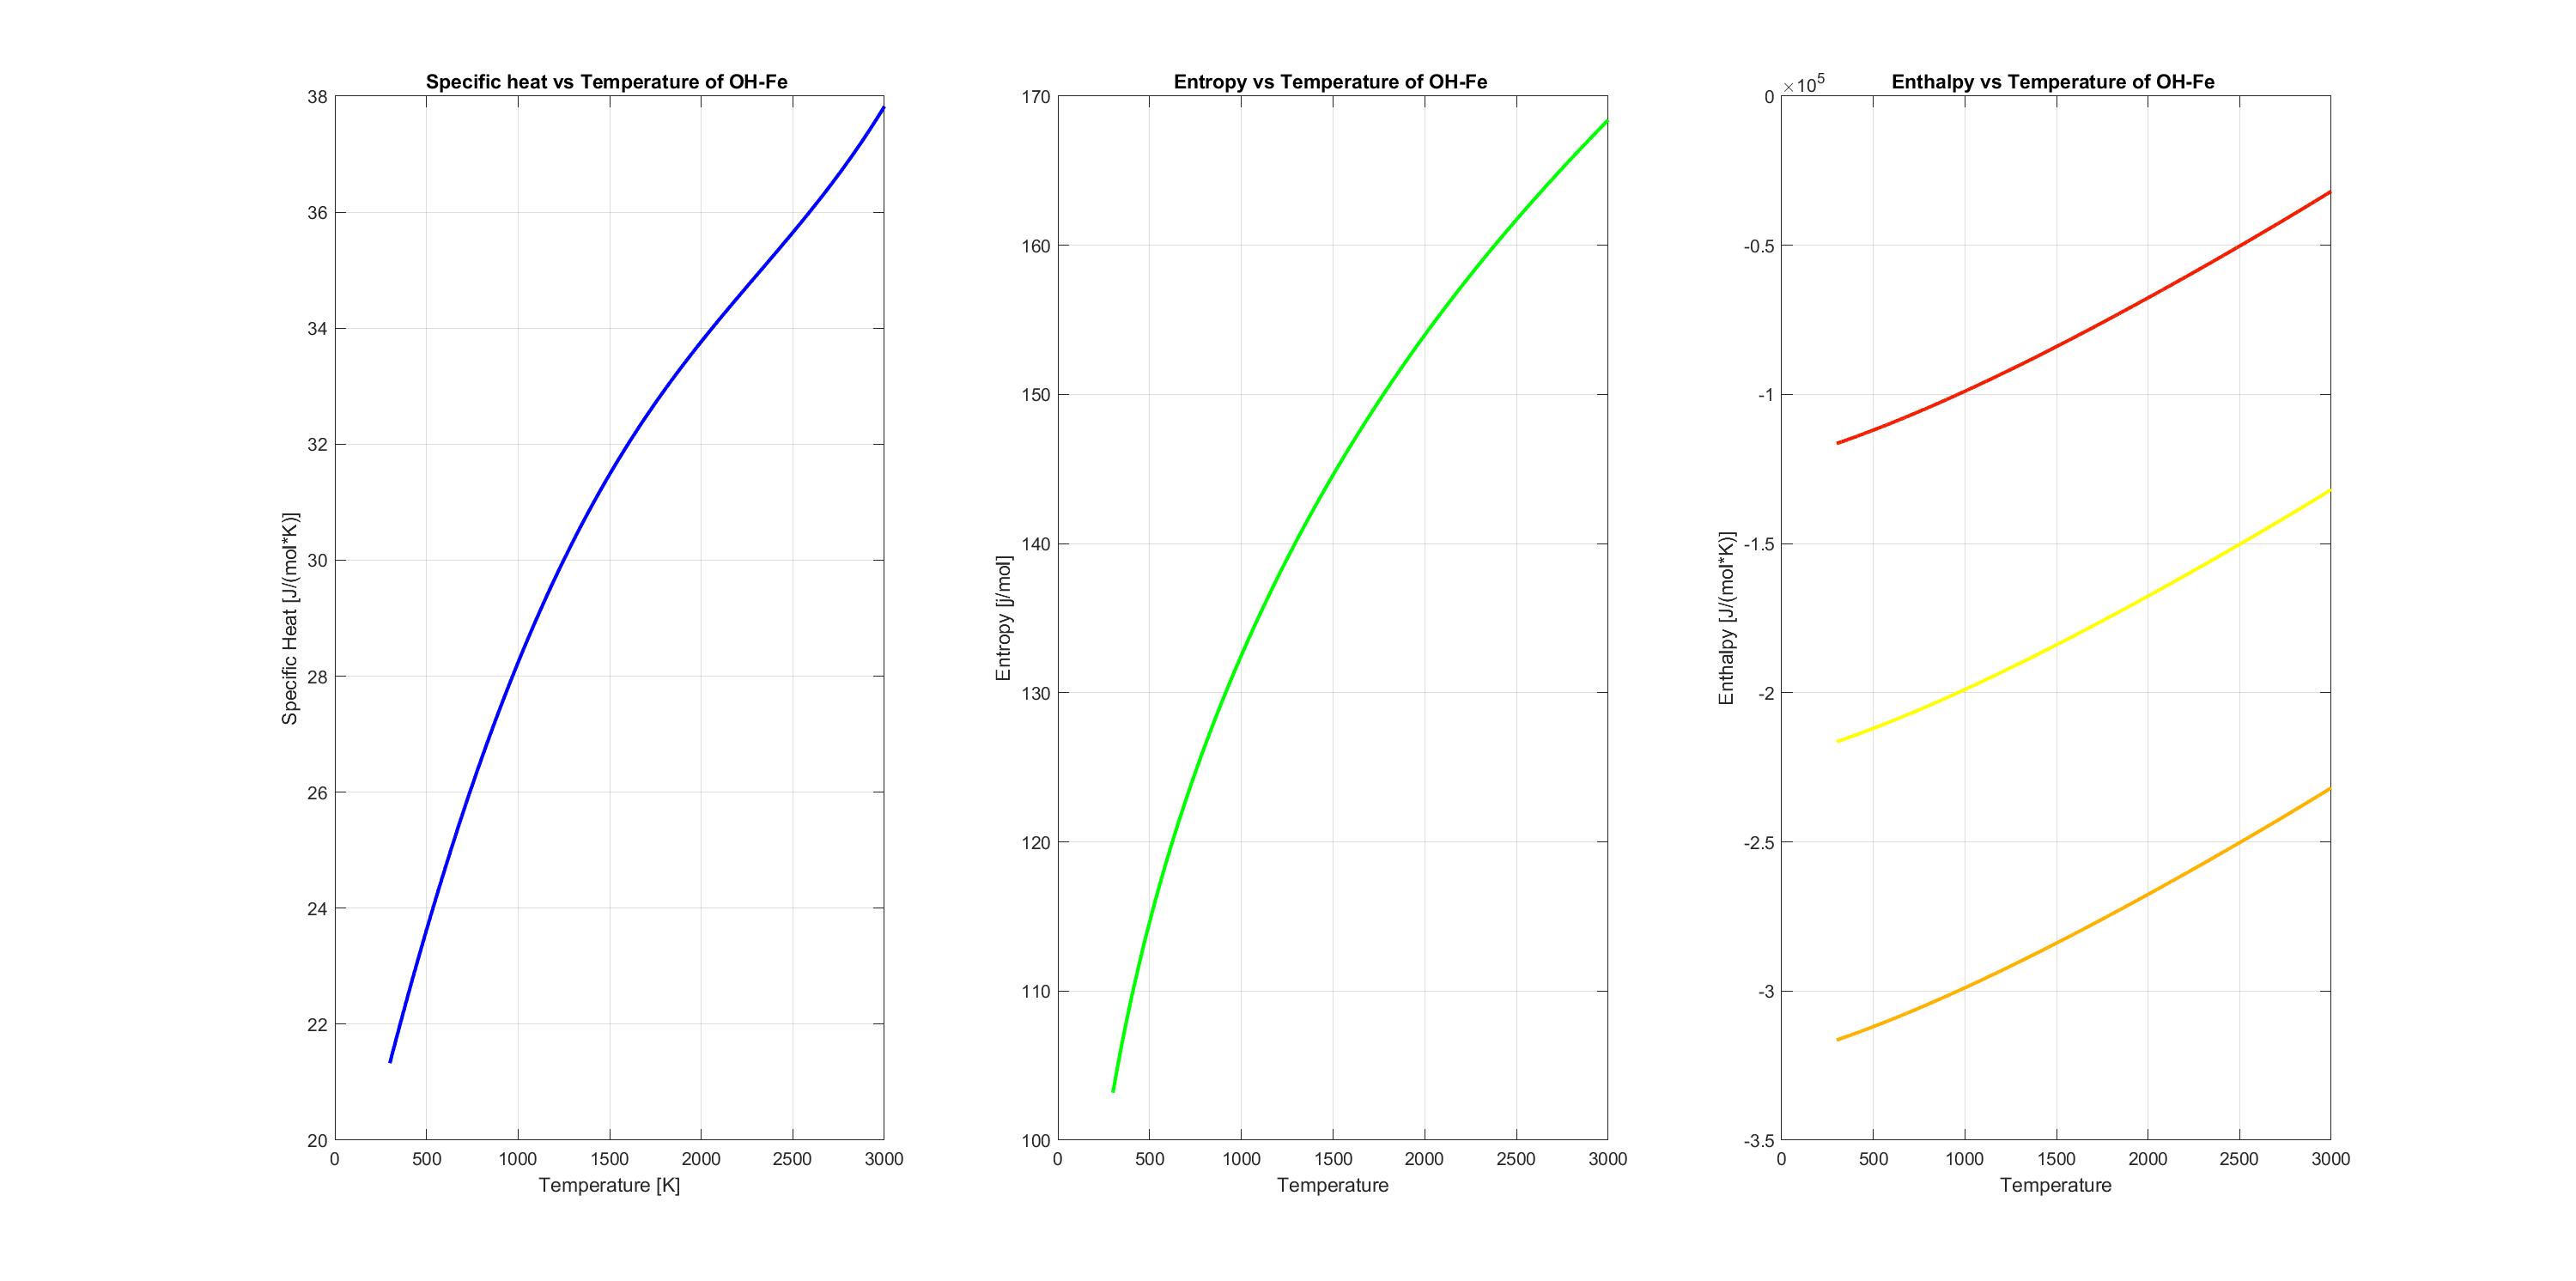 Specific heat vs Temperature of OH-Fe
38
36
34
32
30
28
26
24
22
20
Specific Heat [J/(mol*K)]
0 500 1000 1500 2000 2500 3000
Temperature [K]
Entropy vs Temperature of OH-Fe
170
160
150
140
130
120
110
100
Entropy [j/mol]
0 500 1000 1500 2000 2500 3000
Temperature
Enthalpy vs Temperature of OH-Fe
×10⁵
0
-0.5
-1
-1.5
-2
-2.5
-3
-3.5
Enthalpy [J/(mol*K)]
0 500 1000 1500 2000 2500 3000
Temperature